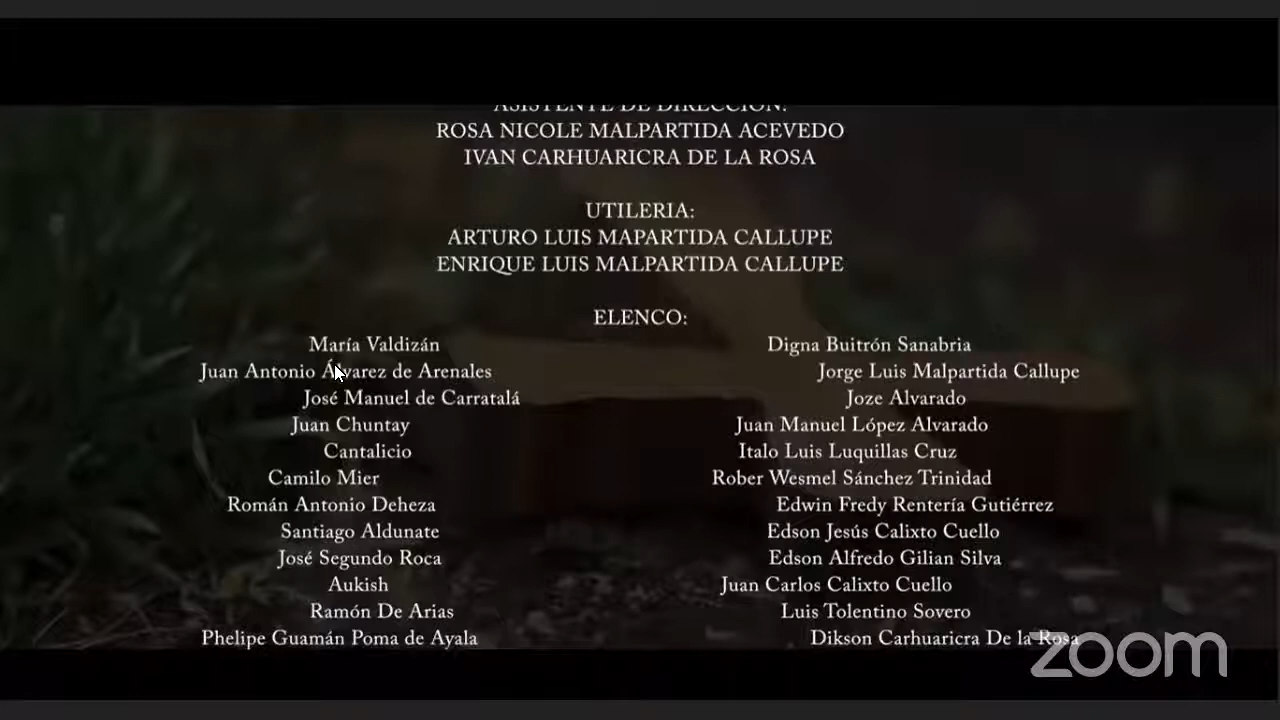 ASISTENTE DE DIRECCION:
ROSA NICOLE MALPARTIDA ACEVEDO
IVAN CARHUARICRA DE LA ROSA
UTILERIA:
ARTURO LUIS MAPARTIDA CALLUPE
ENRIQUE LUIS MALPARTIDA CALLUPE
ELENCO:
María Valdizán Digna Buitrón Sanabria
Juan Antonio Álvarez de Arenales Jorge Luis Malpartida Callupe
José Manuel de Carratalá Joze Alvarado
Juan Chuntay Juan Manuel López Alvarado
Cantalicio Italo Luis Luquillas Cruz
Camilo Mier Rober Wesmel Sánchez Trinidad
Román Antonio Deheza Edwin Fredy Rentería Gutiérrez
Santiago Aldunate Edson Jesús Calixto Cuello
José Segundo Roca Edson Alfredo Gilian Silva
Aukish Juan Carlos Calixto Cuello
Ramón De Arias Luis Tolentino Sovero
Phelipe Guamán Poma de Ayala Dikson Carhuaricra De la Rosa
zoom